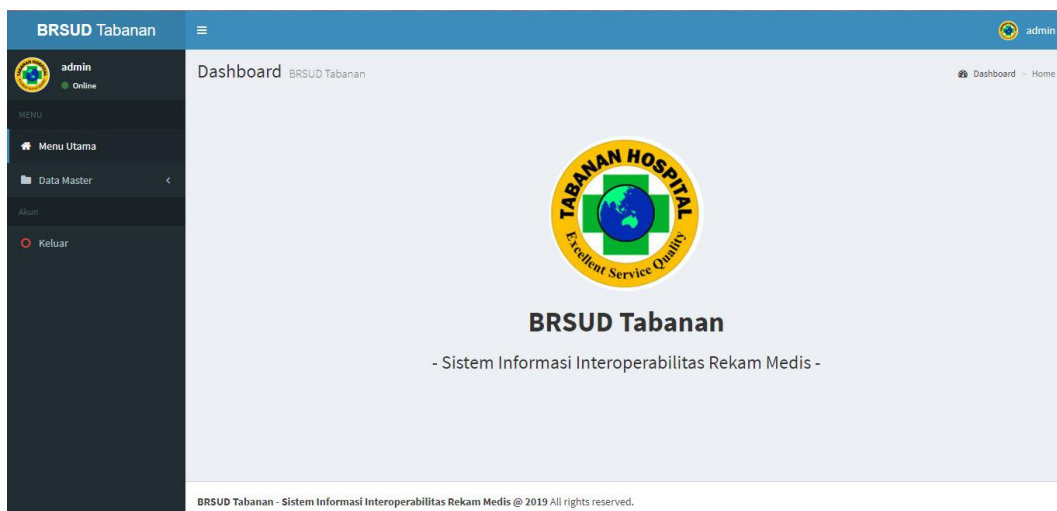 BRSUD Tabanan
admin
admin
Online
Dashboard BRSUD Tabanan
Dashboard > Home
MENU
Menu Utama
Data Master
Akun
Keluar
TABANAN HOSPITAL
Excellent Service Quality
BRSUD Tabanan
- Sistem Informasi Interoperabilitas Rekam Medis -
BRSUD Tabanan - Sistem Informasi Interoperabilitas Rekam Medis @ 2019 All rights reserved.